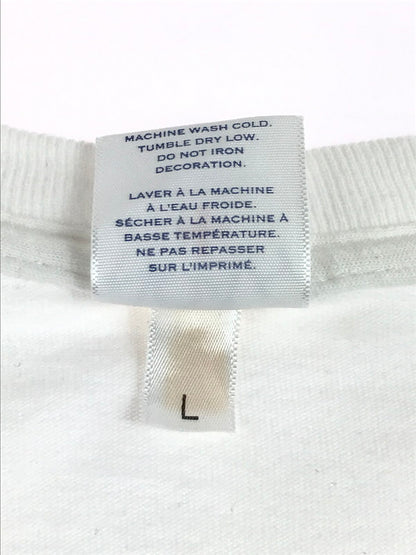 MACHINE WASH COLD.
TUMBLE DRY LOW.
DO NOT IRON
DECORATION.
LAVER À LA MACHINE
À L'EAU FROIDE.
SÉCHER À LA MACHINE À
BASSE TEMPÉRATURE.
NE PAS REPASSER
SUR L'IMPRIMÉ.
L